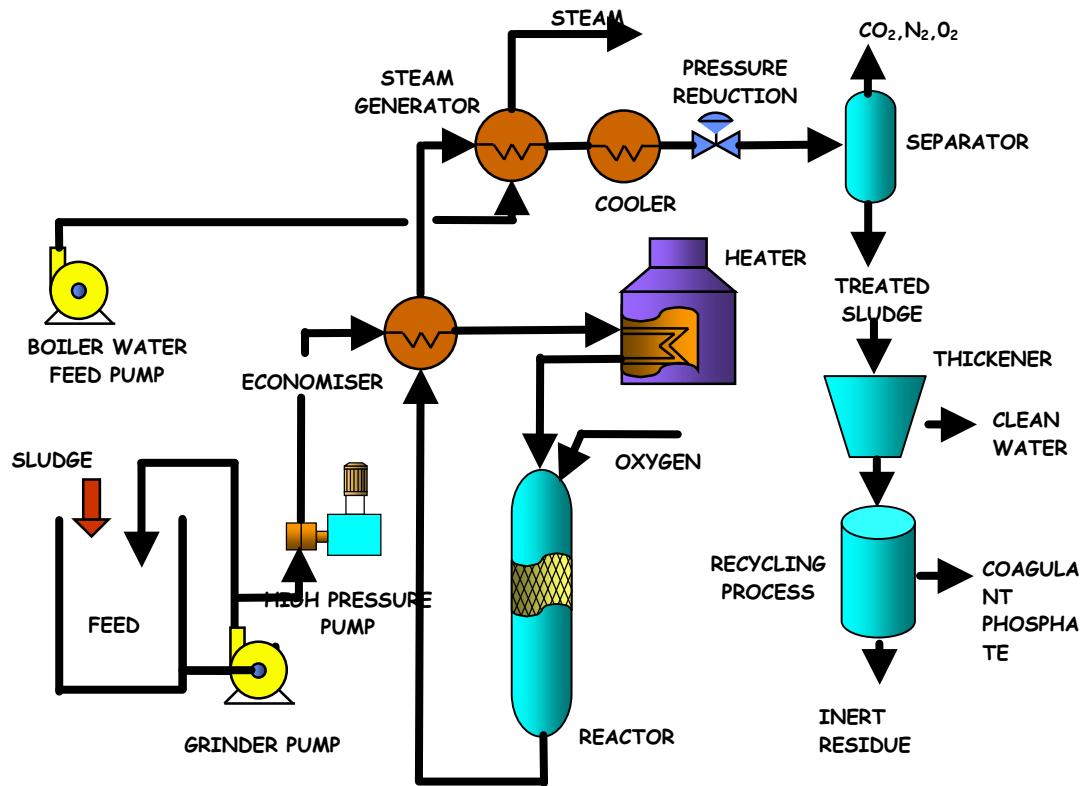 STEAM
CO₂,N₂,O₂
STEAM
GENERATOR
PRESSURE
REDUCTION
SEPARATOR
COOLER
HEATER
TREATED
SLUDGE
BOILER WATER
FEED PUMP
ECONOMISER
THICKENER
CLEAN
WATER
SLUDGE
OXYGEN
RECYCLING
PROCESS
COAGULA
NT
PHOSPHA
TE
HIGH PRESSURE
PUMP
FEED
GRINDER PUMP
REACTOR
INERT
RESIDUE